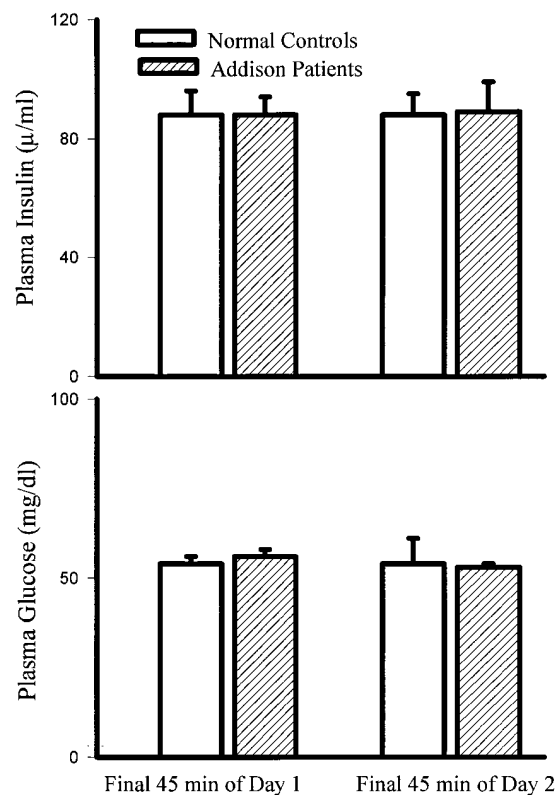 120
Normal Controls
Addison Patients
80
40
0
Plasma Insulin (μ/ml)
100
50
0
Plasma Glucose (mg/dl)
Final 45 min of Day 1
Final 45 min of Day 2